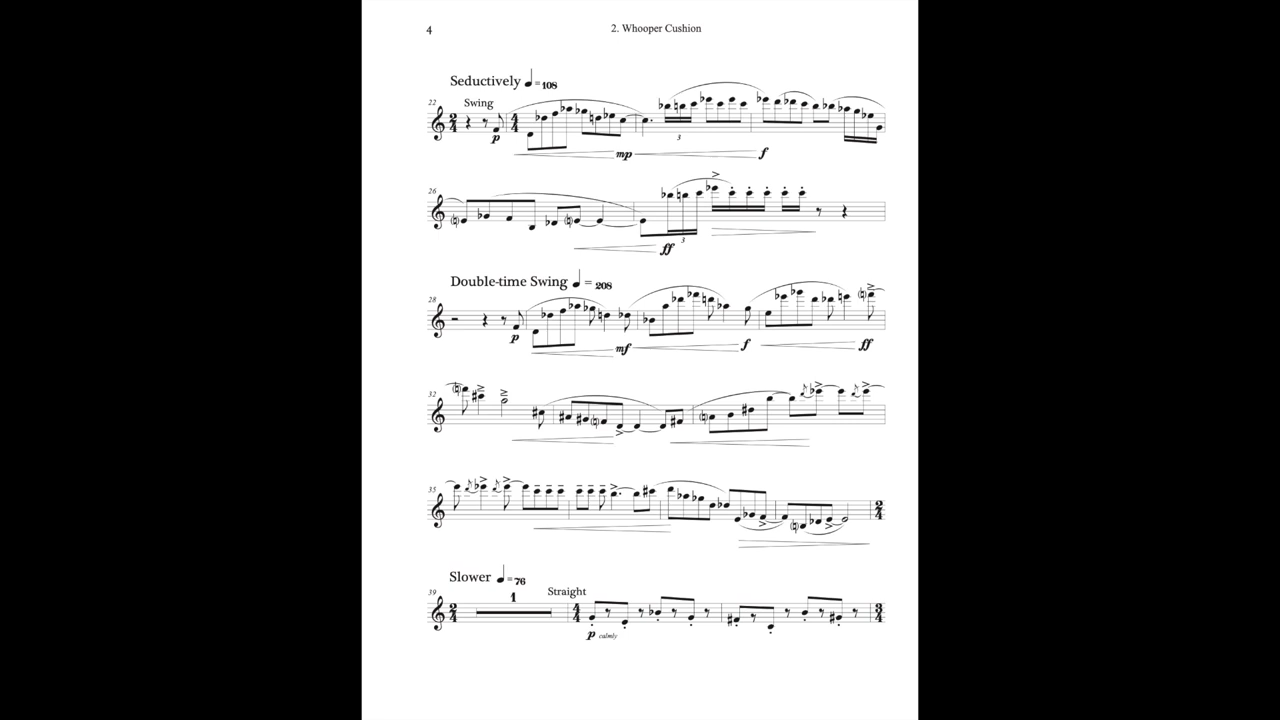 4 2. Whooper Cushion
Seductively ♩ = 108
22 Swing
p mp f
3
26
ff
3
Double-time Swing ♩ = 208
28
p mf f ff
32
35
Slower ♩ = 76
39 1 Straight
p calmly